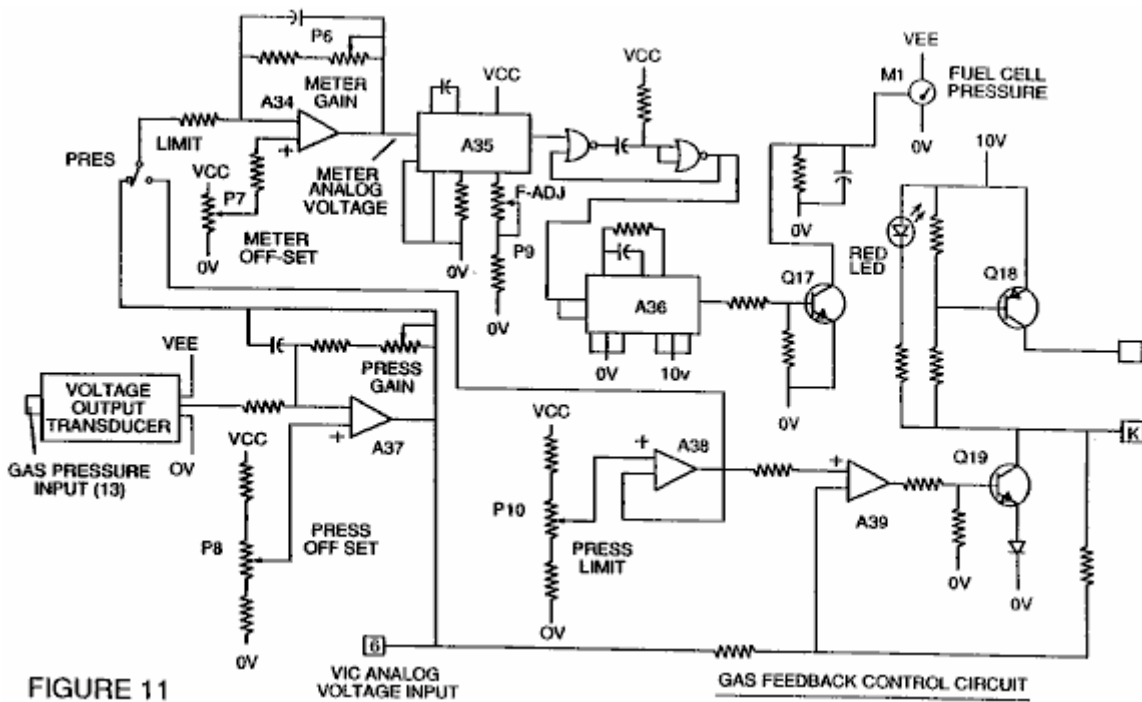 P6
METER
GAIN
A34
VCC
A35
VCC
VEE
M1
FUEL CELL
PRESSURE
0V
10V
LIMIT
PRES
VCC
P7
+
METER
ANALOG
VOLTAGE
0V
METER
OFF-SET
F-ADJ
P9
0V
0V
0V
RED
LED
Q17
Q18
A36
0V
10v
0V
VEE
VOLTAGE
OUTPUT
TRANSDUCER
OV
GAS PRESSURE
INPUT (13)
PRESS
GAIN
+
A37
VCC
P8
PRESS
OFF SET
0V
VCC
P10
+
A38
PRESS
LIMIT
OV
+
A39
Q19
0V
0V
K
6
VIC ANALOG
VOLTAGE INPUT
FIGURE 11
GAS FEEDBACK CONTROL CIRCUIT